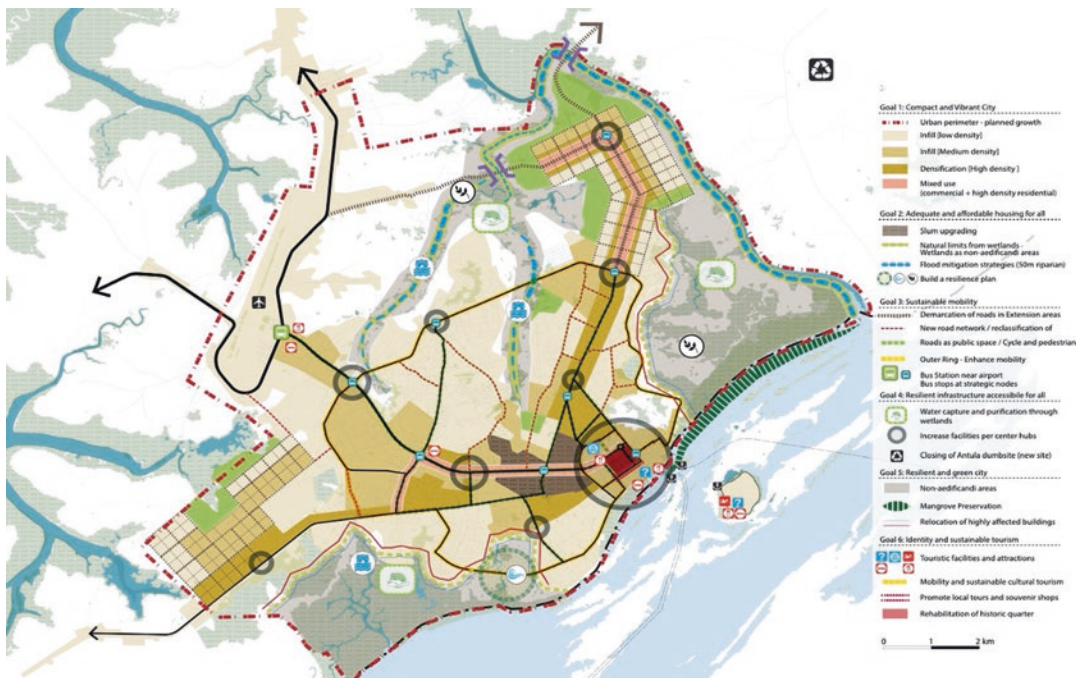 Goal 1: Compact and Vibrant City
Urban perimeter - planned growth
Infill [low density]
Infill [Medium density]
Densification [High density ]
Mixed use
(commercial + high density residential)
Goal 2: Adequate and affordable housing for all
Slum upgrading
Natural limits from wetlands -
Wetlands as non-aedificandi areas
Flood mitigation strategies (50m riparian)
Build a resilience plan
Goal 3: Sustainable mobility
Demarcation of roads in Extension areas
New road network / reclassification of
Roads as public space / Cycle and pedestrian
Outer Ring - Enhance mobility
Bus Station near airport
Bus stops at strategic nodes
Goal 4: Resilient infrastructure accessibile for all
Water capture and purification through
wetlands
Increase facilities per center hubs
Closing of Antula dumbsite (new site)
Goal 5: Resilient and green city
Non-aedificandi areas
Mangrove Preservation
Relocation of highly affected buildings
Goal 6: Identity and sustainable tourism
Touristic facilities and attractions
Mobility and sustainable cultural tourism
Promote local tours and souvenir shops
Rehabilitation of historic quarter
0 1 2 km